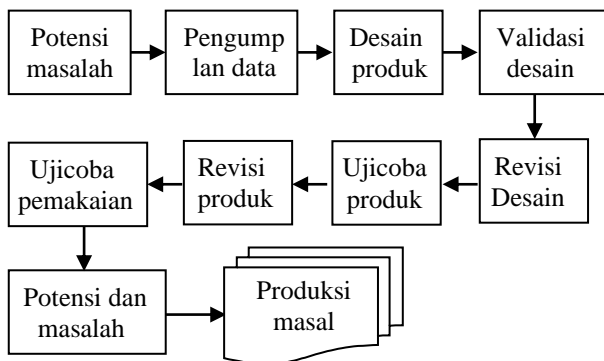 Potensi
masalah
Pengump
lan data
Desain
produk
Validasi
desain
Revisi
Desain
Ujicoba
produk
Revisi
produk
Ujicoba
pemakaian
Potensi dan
masalah
Produksi
masal